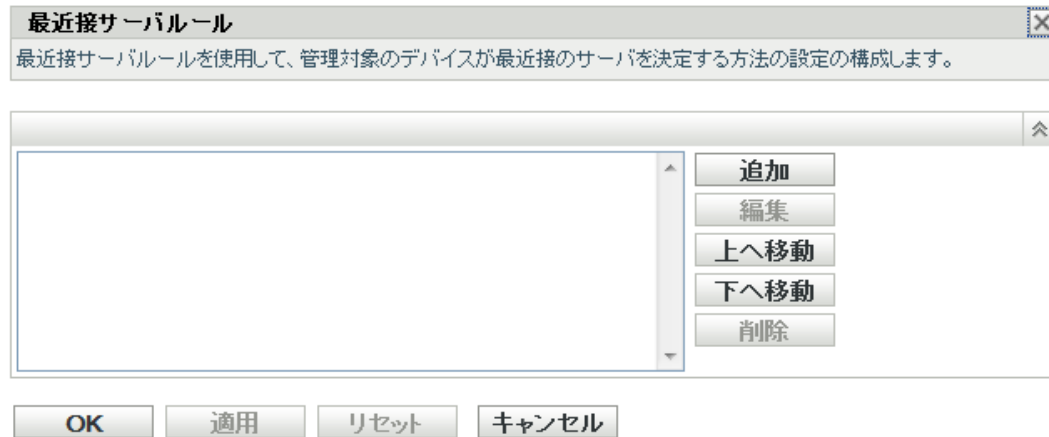 最近接サーバルール
最近接サーバルールを使用して、管理対象のデバイスが最近接のサーバを決定する方法の設定の構成します。
追加
編集
上へ移動
下へ移動
削除
OK 適用 リセット キャンセル